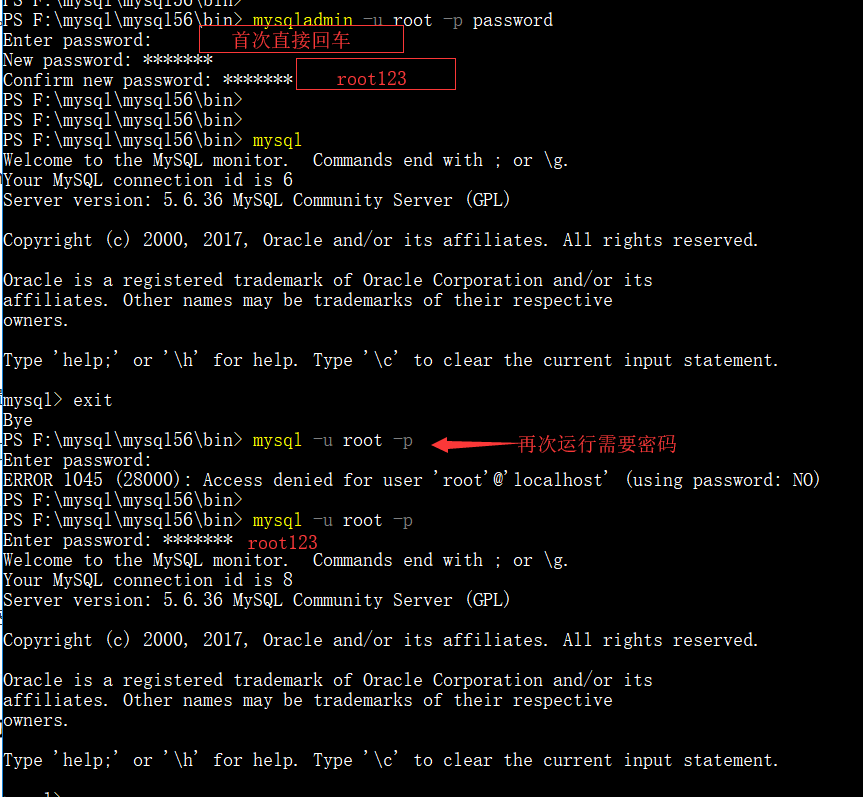 PS F:\mysql\mysql56\bin>
PS F:\mysql\mysql56\bin> mysqladmin -u root -p password
Enter password: 首次直接回车
New password: *******
Confirm new password: ******* root123
PS F:\mysql\mysql56\bin>
PS F:\mysql\mysql56\bin>
PS F:\mysql\mysql56\bin> mysql
Welcome to the MySQL monitor.  Commands end with ; or \g.
Your MySQL connection id is 6
Server version: 5.6.36 MySQL Community Server (GPL)
Copyright (c) 2000, 2017, Oracle and/or its affiliates. All rights reserved.
Oracle is a registered trademark of Oracle Corporation and/or its
affiliates. Other names may be trademarks of their respective
owners.
Type 'help;' or '\h' for help. Type '\c' to clear the current input statement.
mysql> exit
Bye
PS F:\mysql\mysql56\bin> mysql -u root -p 再次运行需要密码
Enter password:
ERROR 1045 (28000): Access denied for user 'root'@'localhost' (using password: NO)
PS F:\mysql\mysql56\bin>
PS F:\mysql\mysql56\bin> mysql -u root -p
Enter password: ******* root123
Welcome to the MySQL monitor.  Commands end with ; or \g.
Your MySQL connection id is 8
Server version: 5.6.36 MySQL Community Server (GPL)
Copyright (c) 2000, 2017, Oracle and/or its affiliates. All rights reserved.
Oracle is a registered trademark of Oracle Corporation and/or its
affiliates. Other names may be trademarks of their respective
owners.
Type 'help;' or '\h' for help. Type '\c' to clear the current input statement.